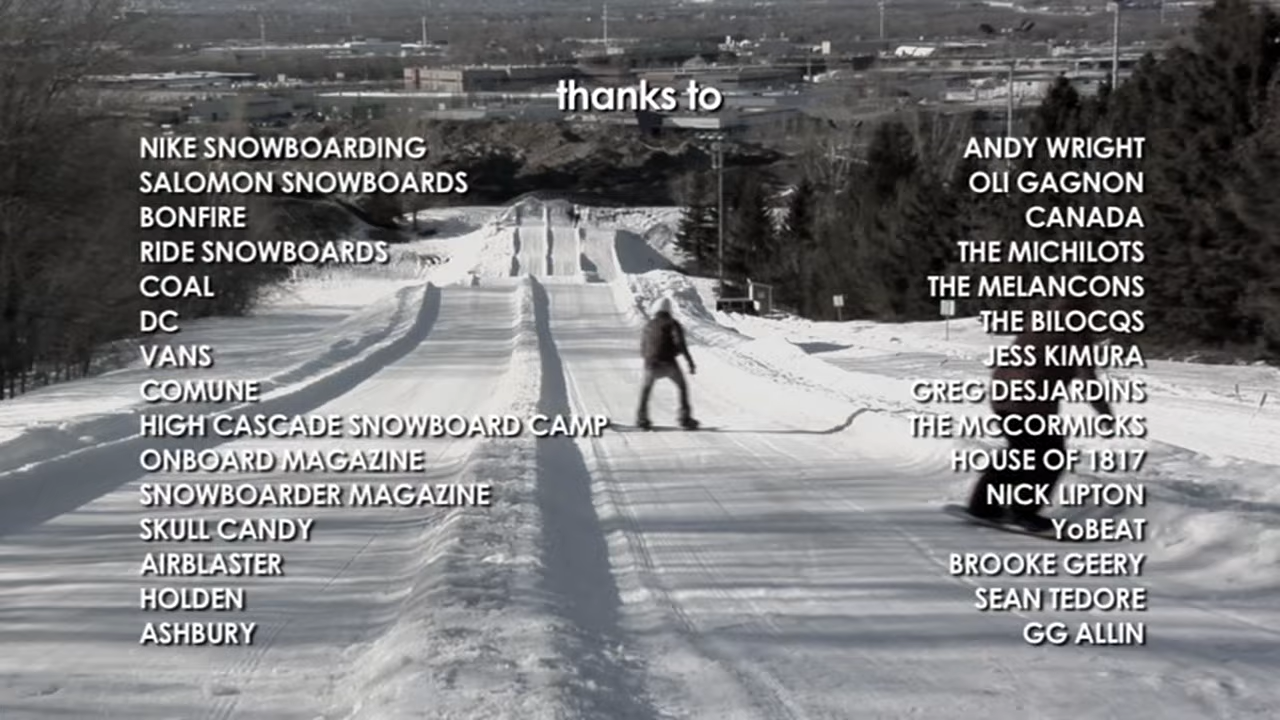 thanks to
NIKE SNOWBOARDING
SALOMON SNOWBOARDS
BONFIRE
RIDE SNOWBOARDS
COAL
DC
VANS
COMUNE
HIGH CASCADE SNOWBOARD CAMP
ONBOARD MAGAZINE
SNOWBOARDER MAGAZINE
SKULL CANDY
AIRBLASTER
HOLDEN
ASHBURY
ANDY WRIGHT
OLI GAGNON
CANADA
THE MICHILOTS
THE MELANCONS
THE BILOCQS
JESS KIMURA
GREG DESJARDINS
THE MCCORMICKS
HOUSE OF 1817
NICK LIPTON
YoBEAT
BROOKE GEERY
SEAN TEDORE
GG ALLIN